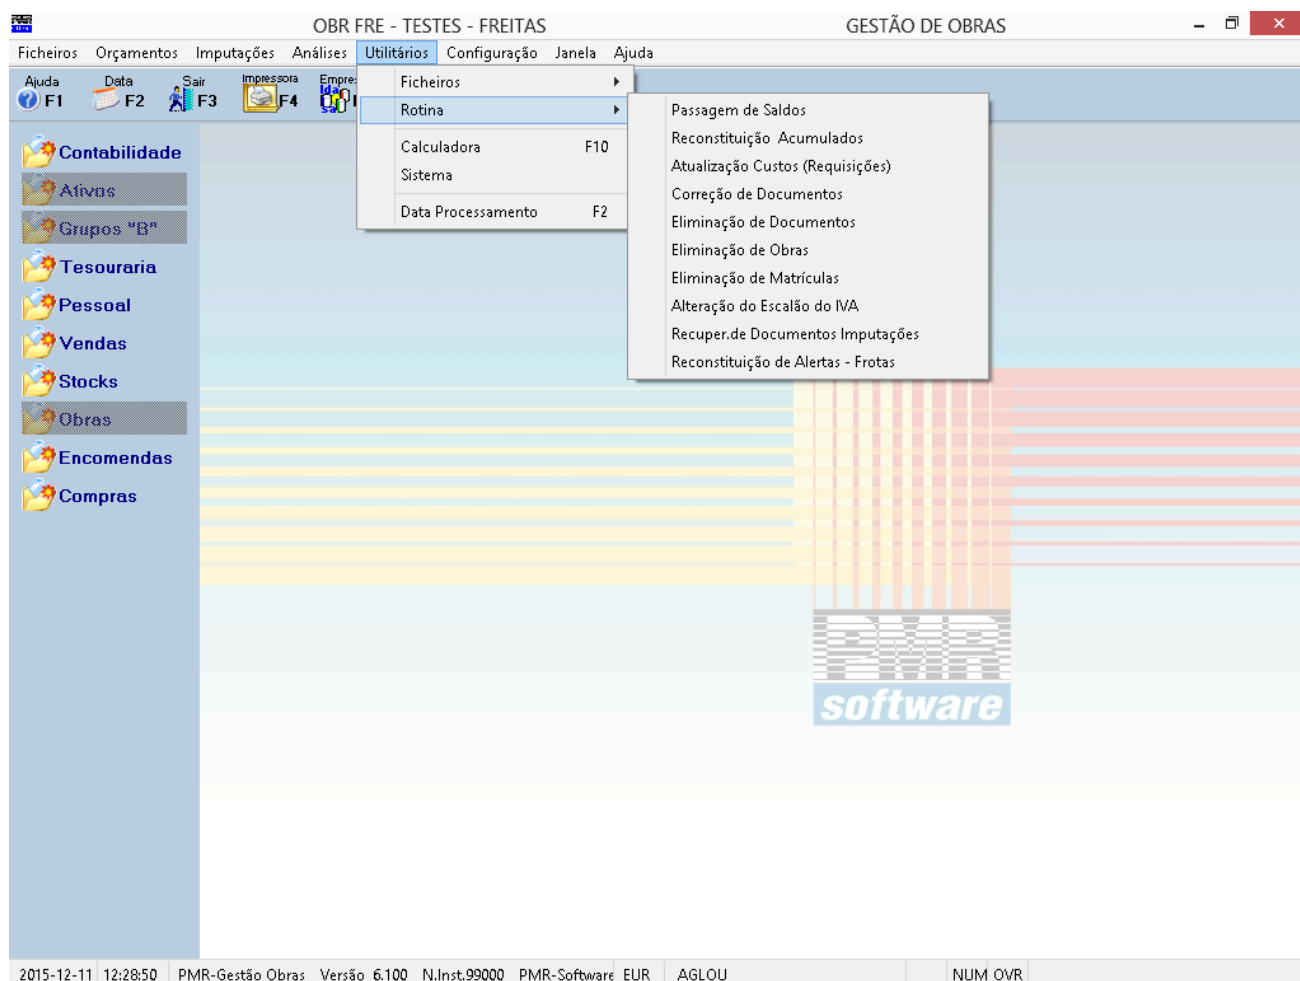 OBR FRE - TESTES - FREITAS GESTÃO DE OBRAS
Ficheiros Orçamentos Imputações Análises Utilitários Configuração Janela Ajuda
Ajuda F1 Data F2 Sair F3 Impressora F4
Ficheiros
Rotina
Calculadora F10
Sistema
Data Processamento F2
Passagem de Saldos
Reconstituição Acumulados
Atualização Custos (Requisições)
Correção de Documentos
Eliminação de Documentos
Eliminação de Obras
Eliminação de Matrículas
Alteração do Escalão do IVA
Recuper.de Documentos Imputações
Reconstituição de Alertas - Frotas
Contabilidade
Ativos
Grupos "B"
Tesouraria
Pessoal
Vendas
Stocks
Obras
Encomendas
Compras
PMR
software
2015-12-11 12:28:50 PMR-Gestão Obras Versão 6.100 N.Inst.99000 PMR-Software EUR AGLOU NUM OVR